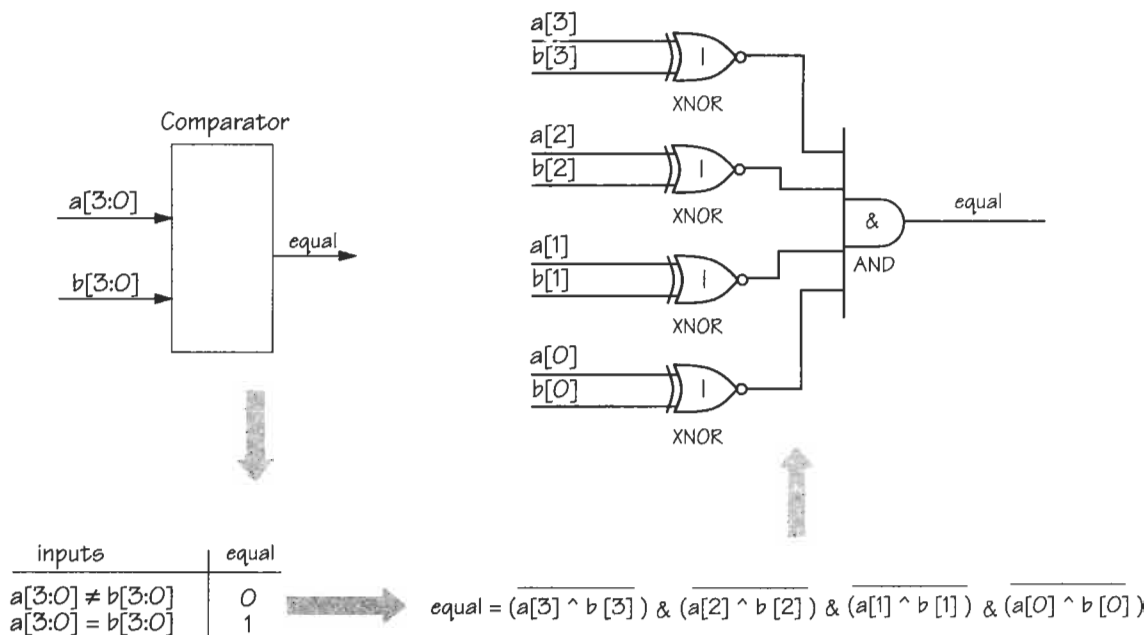 Comparator
a[3:0]
b[3:0]
equal
a[3]
b[3]
|
XNOR
a[2]
b[2]
|
XNOR
a[1]
b[1]
|
XNOR
a[0]
b[0]
|
XNOR
&
AND
equal
inputs equal
a[3:0] ≠ b[3:0] 0
a[3:0] = b[3:0] 1
equal = (a[3] ^ b [3]) & (a[2] ^ b [2]) & (a[1] ^ b [1]) & (a[0] ^ b [0])